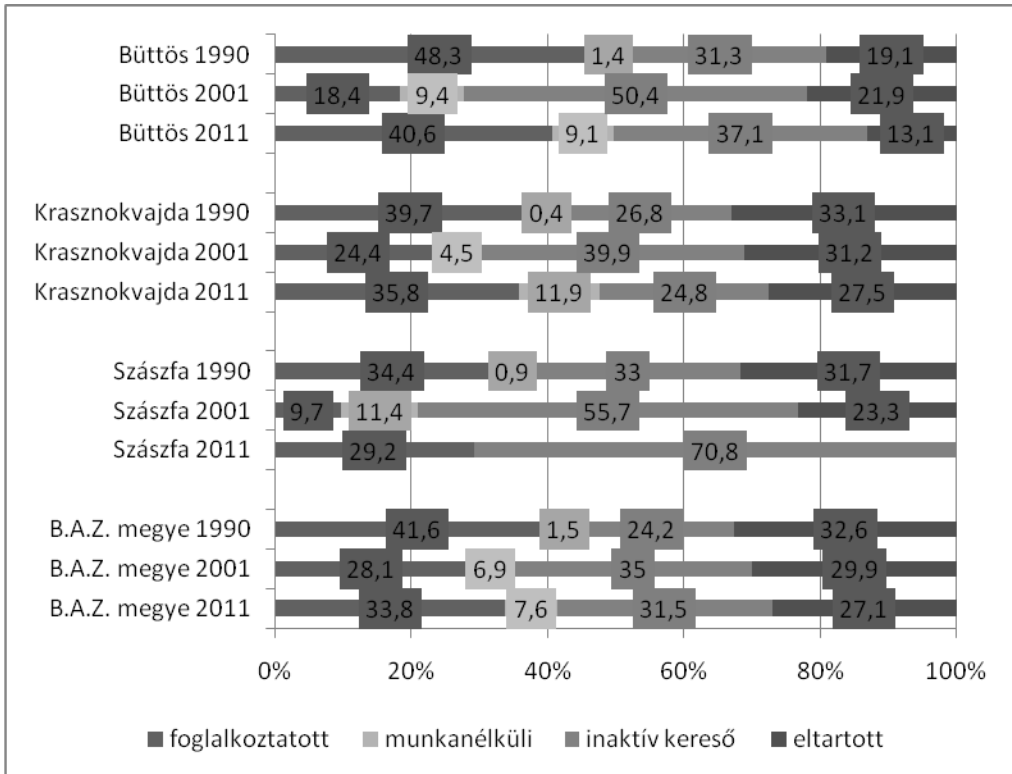 Büttös 1990 48,3 1,4 31,3 19,1
Büttös 2001 18,4 9,4 50,4 21,9
Büttös 2011 40,6 9,1 37,1 13,1
Krasznokvajda 1990 39,7 0,4 26,8 33,1
Krasznokvajda 2001 24,4 4,5 39,9 31,2
Krasznokvajda 2011 35,8 11,9 24,8 27,5
Szászfa 1990 34,4 0,9 33 31,7
Szászfa 2001 9,7 11,4 55,7 23,3
Szászfa 2011 29,2 70,8
B.A.Z. megye 1990 41,6 1,5 24,2 32,6
B.A.Z. megye 2001 28,1 6,9 35 29,9
B.A.Z. megye 2011 33,8 7,6 31,5 27,1
0% 20% 40% 60% 80% 100%
foglalkoztatott munkanélküli inaktív kereső eltartott